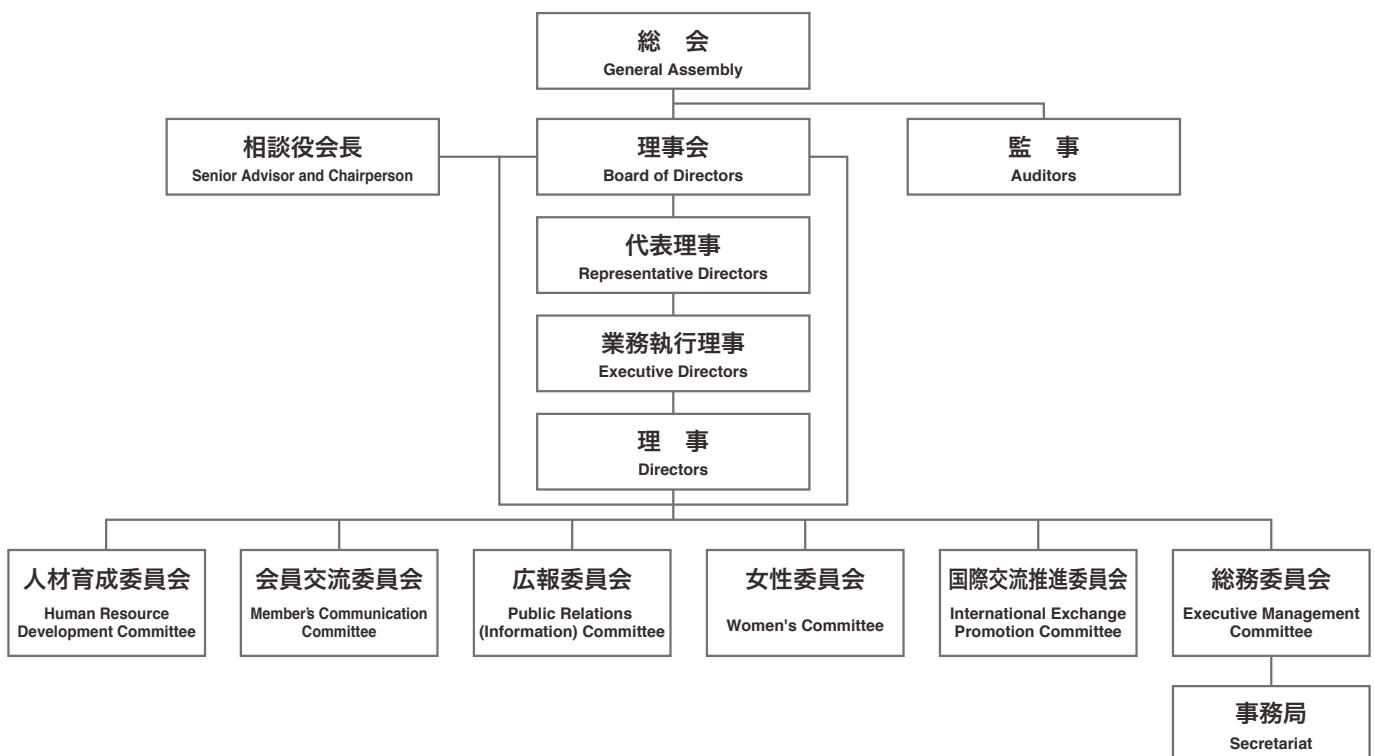 総　会
General Assembly
相談役会長
Senior Advisor and Chairperson
理事会
Board of Directors
監　事
Auditors
代表理事
Representative Directors
業務執行理事
Executive Directors
理　事
Directors
人材育成委員会
Human Resource
Development Committee
会員交流委員会
Member's Communication
Committee
広報委員会
Public Relations
(Information) Committee
女性委員会
Women's Committee
国際交流推進委員会
International Exchange
Promotion Committee
総務委員会
Executive Management
Committee
事務局
Secretariat